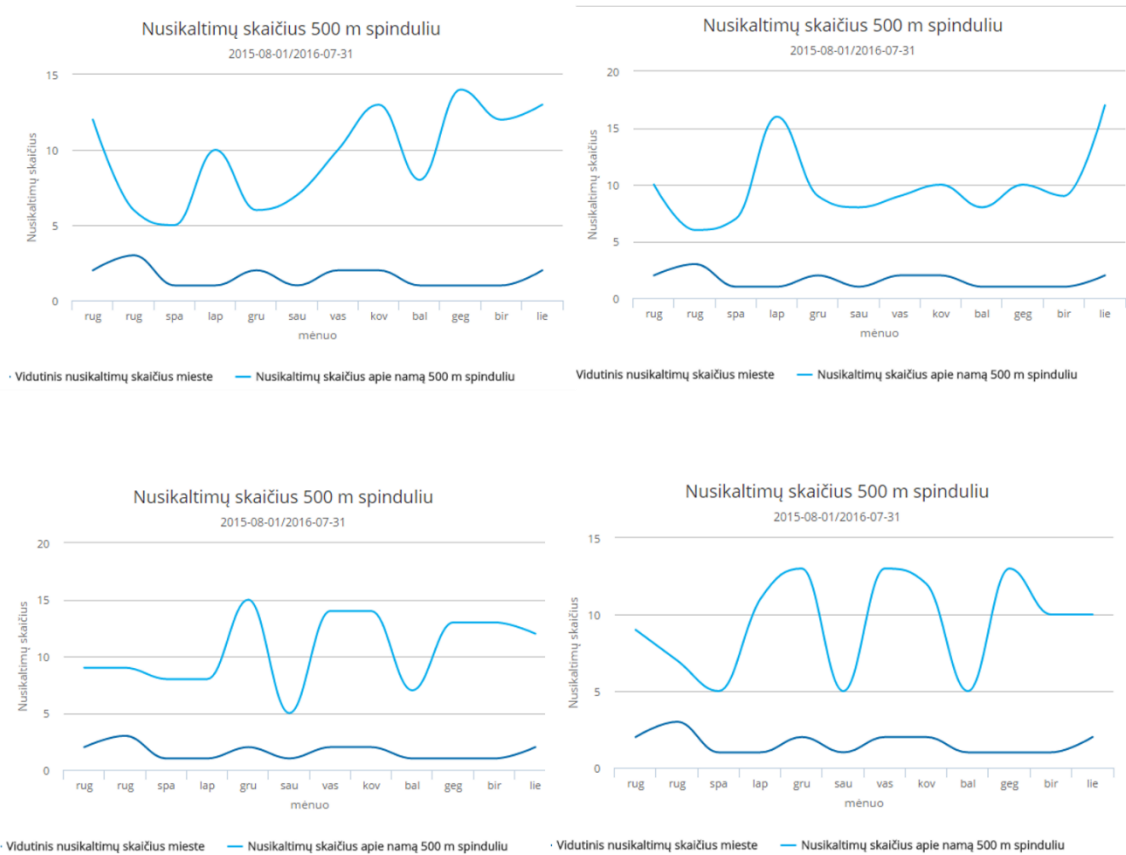 Nusikaltimų skaičius 500 m spinduliu
2015-08-01/2016-07-31
15
10
5
0
Nusikaltimų skaičius
rug rug spa lap gru sau vas kov bal geg bir lie
mėnuo
· Vidutinis nusikaltimų skaičius mieste — Nusikaltimų skaičius apie namą 500 m spinduliu
Nusikaltimų skaičius 500 m spinduliu
2015-08-01/2016-07-31
20
15
10
5
0
Nusikaltimų skaičius
rug rug spa lap gru sau vas kov bal geg bir lie
mėnuo
Vidutinis nusikaltimų skaičius mieste — Nusikaltimų skaičius apie namą 500 m spinduliu
Nusikaltimų skaičius 500 m spinduliu
2015-08-01/2016-07-31
20
15
10
5
0
Nusikaltimų skaičius
rug rug spa lap gru sau vas kov bal geg bir lie
mėnuo
· Vidutinis nusikaltimų skaičius mieste — Nusikaltimų skaičius apie namą 500 m spinduliu
Nusikaltimų skaičius 500 m spinduliu
2015-08-01/2016-07-31
15
10
5
0
Nusikaltimų skaičius
rug rug spa lap gru sau vas kov bal geg bir lie
mėnuo
· Vidutinis nusikaltimų skaičius mieste — Nusikaltimų skaičius apie namą 500 m spinduliu